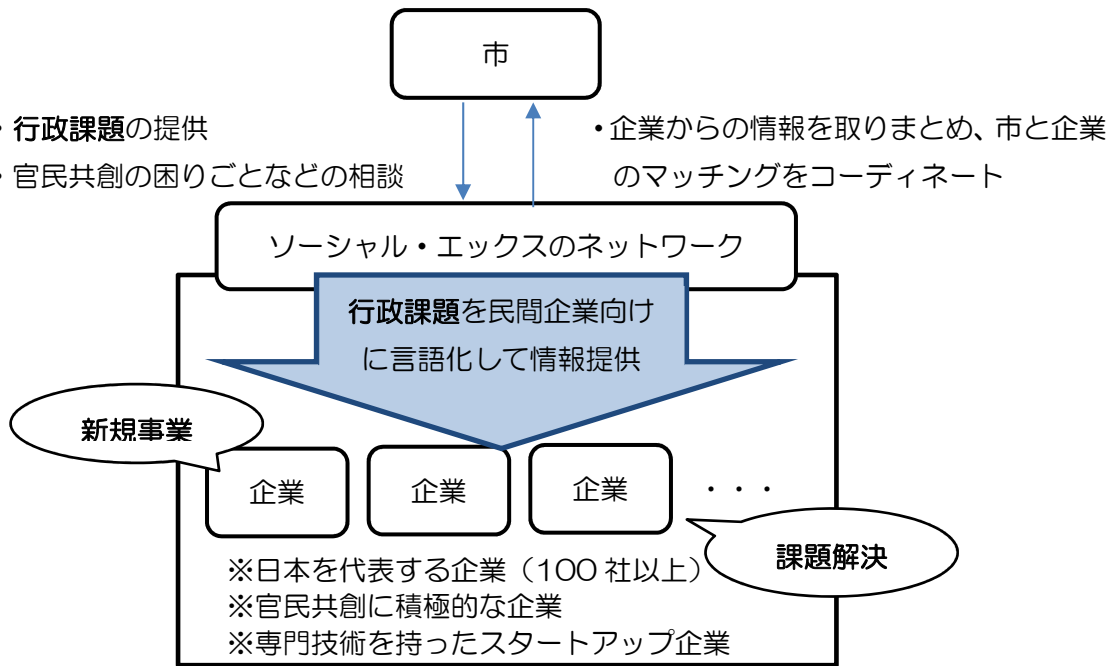 市
・行政課題の提供
・官民共創の困りごとなどの相談
・企業からの情報を取りまとめ、市と企業
のマッチングをコーディネート
ソーシャル・エックスのネットワーク
行政課題を民間企業向け
に言語化して情報提供
新規事業
企業
企業
企業
・・・
課題解決
※日本を代表する企業（100 社以上）
※官民共創に積極的な企業
※専門技術を持ったスタートアップ企業